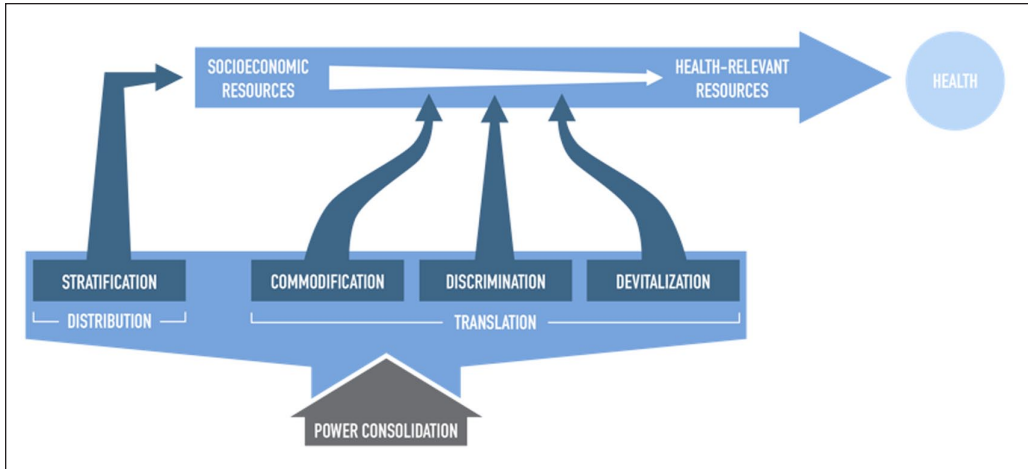 SOCIOECONOMIC
RESOURCES
HEALTH-RELEVANT
RESOURCES
HEALTH
STRATIFICATION
COMMODIFICATION
DISCRIMINATION
DEVITALIZATION
DISTRIBUTION
TRANSLATION
POWER CONSOLIDATION